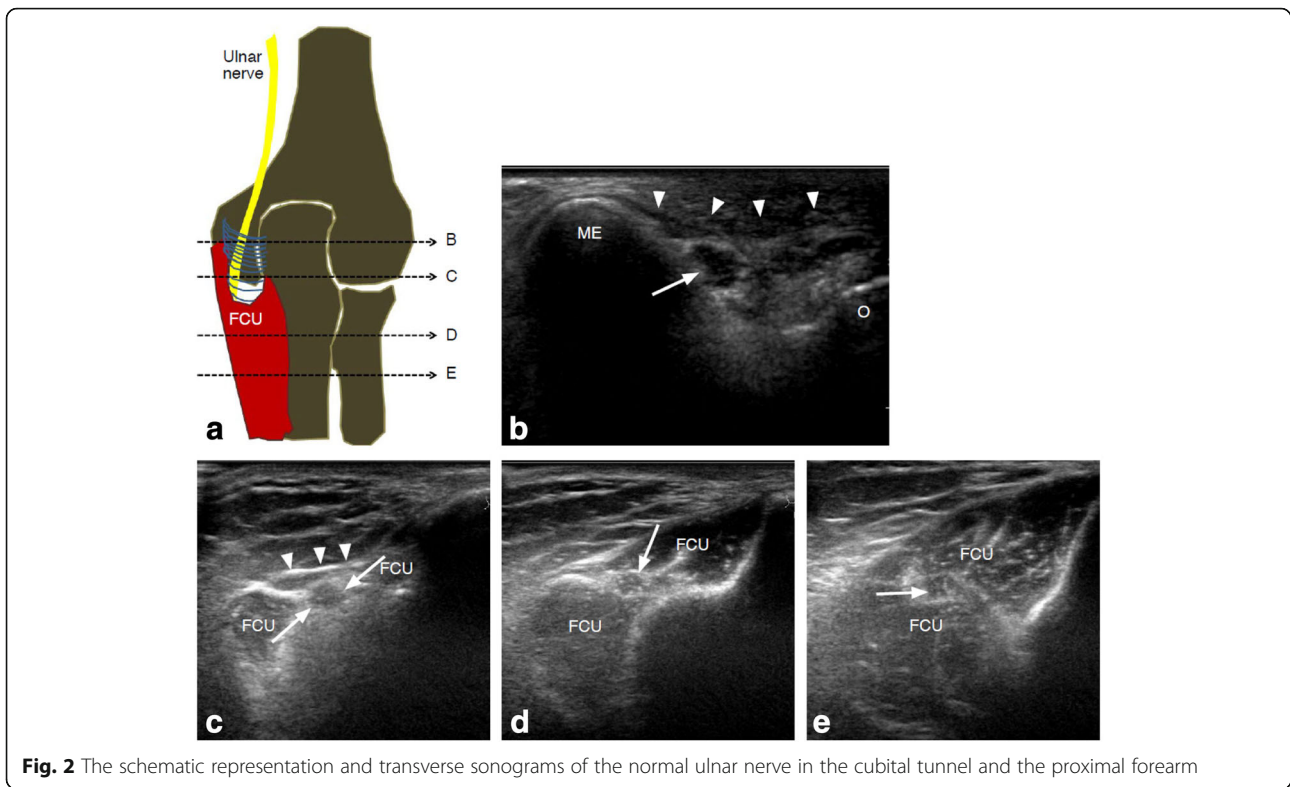 Ulnar
nerve
B
C
FCU
D
E
a
ME
O
b
FCU
FCU
c
FCU
FCU
d
FCU
FCU
e
Fig. 2 The schematic representation and transverse sonograms of the normal ulnar nerve in the cubital tunnel and the proximal forearm